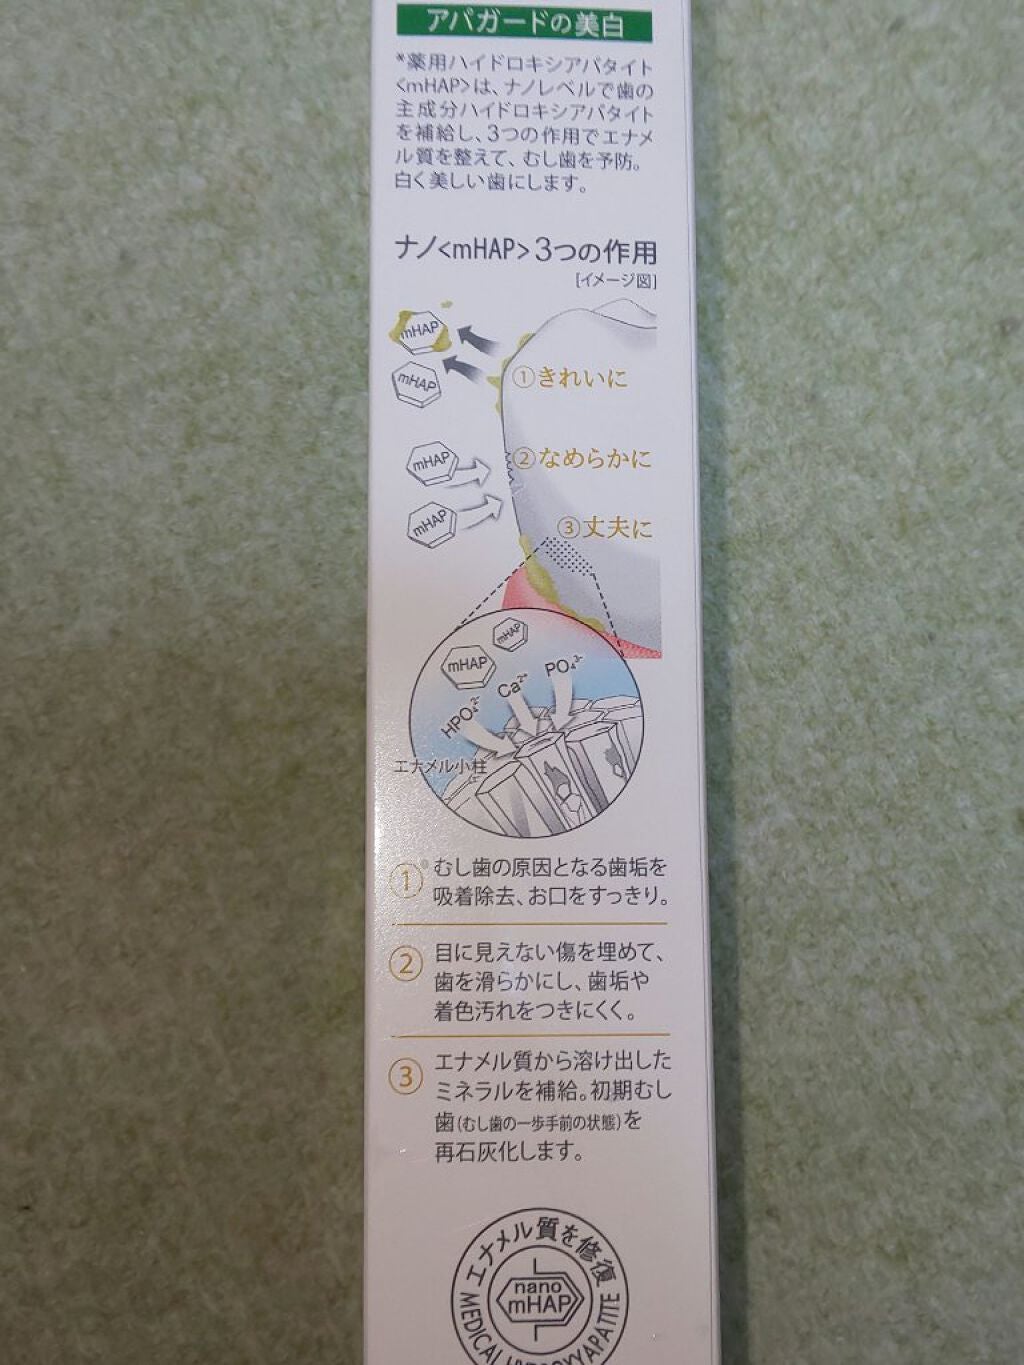 アパガードの美白
*薬用ハイドロキシアパタイト
<mHAP>は、ナノレベルで歯の
主成分ハイドロキシアパタイト
を補給し、3つの作用でエナメ
ル質を整えて、むし歯を予防。
白く美しい歯にします。
ナノ<mHAP>3つの作用
[イメージ図]
mHAP
mHAP
①きれいに
mHAP
②なめらかに
mHAP
③丈夫に
mHAP
mHAP
HPO₄²⁻
Ca²⁺
PO₄³⁻
エナメル小柱
① むし歯の原因となる歯垢を
吸着除去、お口をすっきり。
② 目に見えない傷を埋めて、
歯を滑らかにし、歯垢や
着色汚れをつきにくく。
③ エナメル質から溶け出した
ミネラルを補給。初期むし
歯(むし歯の一歩手前の状態)を
再石灰化します。
エナメル質を修復
nano
mHAP
MEDICAL HYDROXYAPATITE